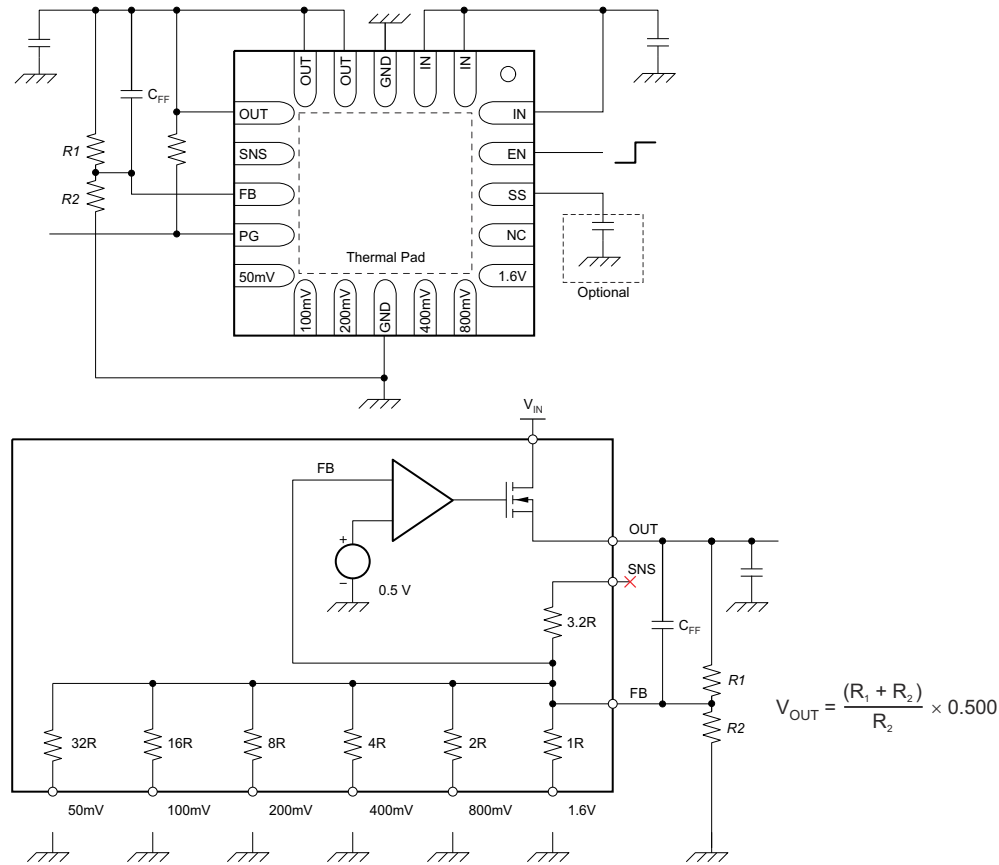 OUT
OUT
GND
IN
IN
C_FF
OUT
IN
R1
SNS
EN
R2
FB
SS
PG
NC
Thermal Pad
50mV
1.6V
Optional
100mV
200mV
GND
400mV
800mV
V_IN
FB
OUT
+
SNS
−
0.5 V
3.2R
C_FF
R1
FB
V_OUT = (R_1 + R_2) / R_2 × 0.500
R2
32R
16R
8R
4R
2R
1R
50mV
100mV
200mV
400mV
800mV
1.6V